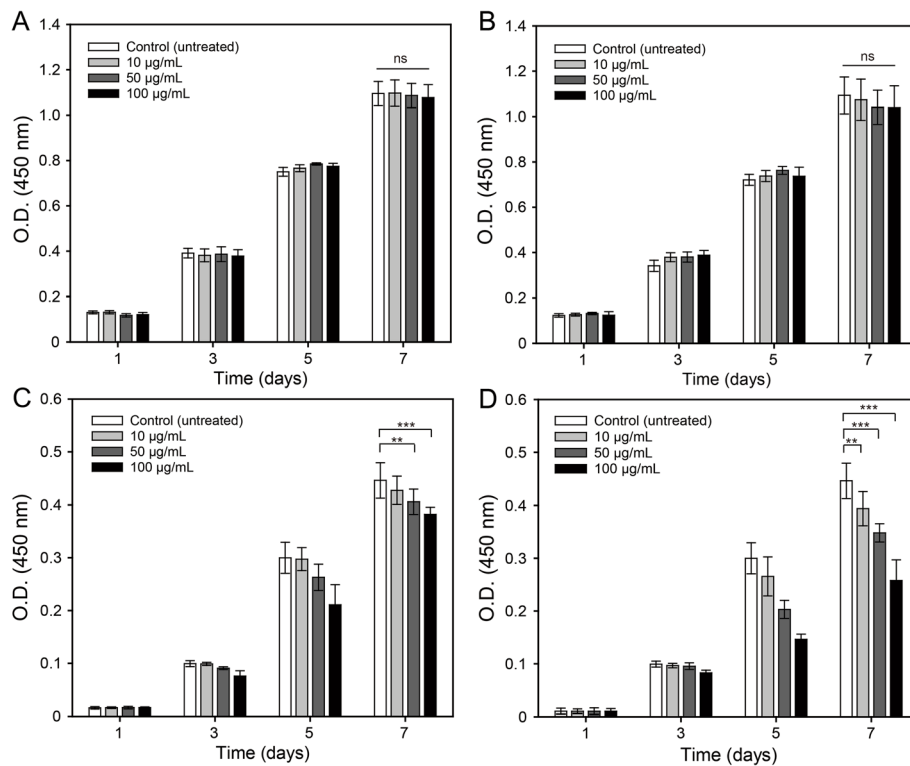 A
Control (untreated)
10 µg/mL
50 µg/mL
100 µg/mL
ns
O.D. (450 nm)
1.4
1.2
1.0
0.8
0.6
0.4
0.2
0
1 3 5 7
Time (days)
B
Control (untreated)
10 µg/mL
50 µg/mL
100 µg/mL
ns
O.D. (450 nm)
1.4
1.2
1.0
0.8
0.6
0.4
0.2
0
1 3 5 7
Time (days)
C
Control (untreated)
10 µg/mL
50 µg/mL
100 µg/mL
***
**
O.D. (450 nm)
0.6
0.5
0.4
0.3
0.2
0.1
0
1 3 5 7
Time (days)
D
Control (untreated)
10 µg/mL
50 µg/mL
100 µg/mL
***
***
**
O.D. (450 nm)
0.6
0.5
0.4
0.3
0.2
0.1
0
1 3 5 7
Time (days)